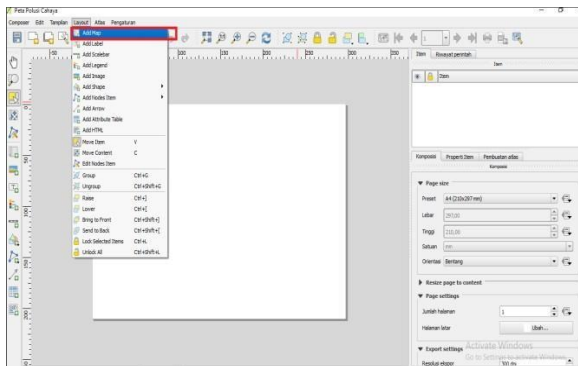 Peta Polusi Cahaya
Composer Edit Tampilan Layout Atlas Pengaturan
Add Map
Add Label
Add Scalebar
Add Legend
Add Image
Add Shape
Add Nodes Item
Add Arrow
Add Attribute Table
Add HTML
Move Item V
Move Content C
Edit Nodes Item
Group Ctrl+G
Ungroup Ctrl+Shift+G
Raise Ctrl+]
Lower Ctrl+[
Bring to Front Ctrl+Shift+]
Send to Back Ctrl+Shift+[
Lock Selected Items Ctrl+L
Unlock All Ctrl+Shift+L
Item Riwayat perintah
Item
Item
Komposisi Properti Item Pembuatan atlas
Komposisi
Page size
Preset A4 (210x297 mm)
Lebar 297,00
Tinggi 210,00
Satuan mm
Orientasi Bentang
Resize page to content
Page settings
Jumlah halaman 1
Halaman latar Ubah...
Export settings
Activate Windows
Go to Settings to activate Windows.
Resolusi ekspor 300 dpi